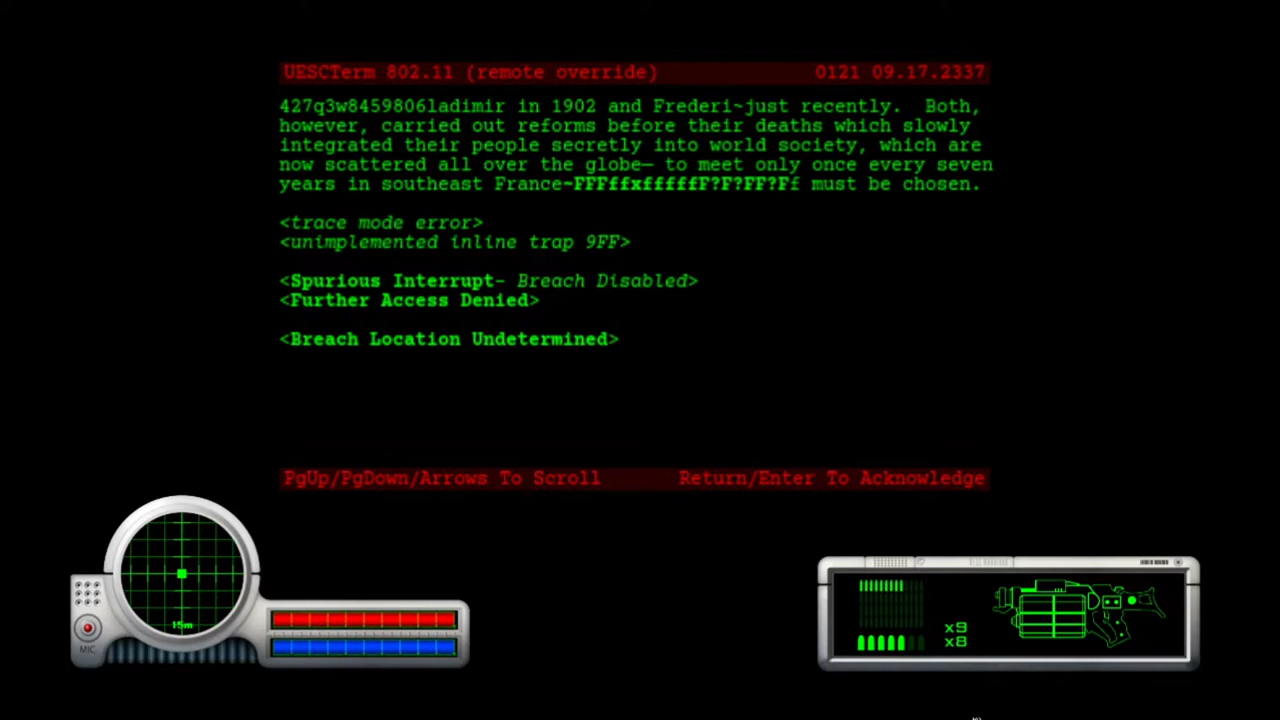 UESCTerm 802.11 (remote override) 0121 09.17.2337
427q3w8459806ladimir in 1902 and Frederi~just recently.  Both,
however, carried out reforms before their deaths which slowly
integrated their people secretly into world society, which are
now scattered all over the globe— to meet only once every seven
years in southeast France~FFFffxfffffF?F?FF?Ff must be chosen.
<trace mode error>
<unimplemented inline trap 9FF>
<Spurious Interrupt- Breach Disabled>
<Further Access Denied>
<Breach Location Undetermined>
PgUp/PgDown/Arrows To Scroll Return/Enter To Acknowledge
15m
MIC
x9
x8